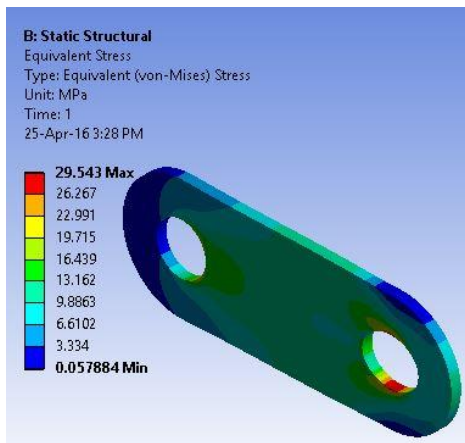 B: Static Structural
Equivalent Stress
Type: Equivalent (von-Mises) Stress
Unit: MPa
Time: 1
25-Apr-16 3:28 PM
29.543 Max
26.267
22.991
19.715
16.439
13.162
9.8863
6.6102
3.334
0.057884 Min